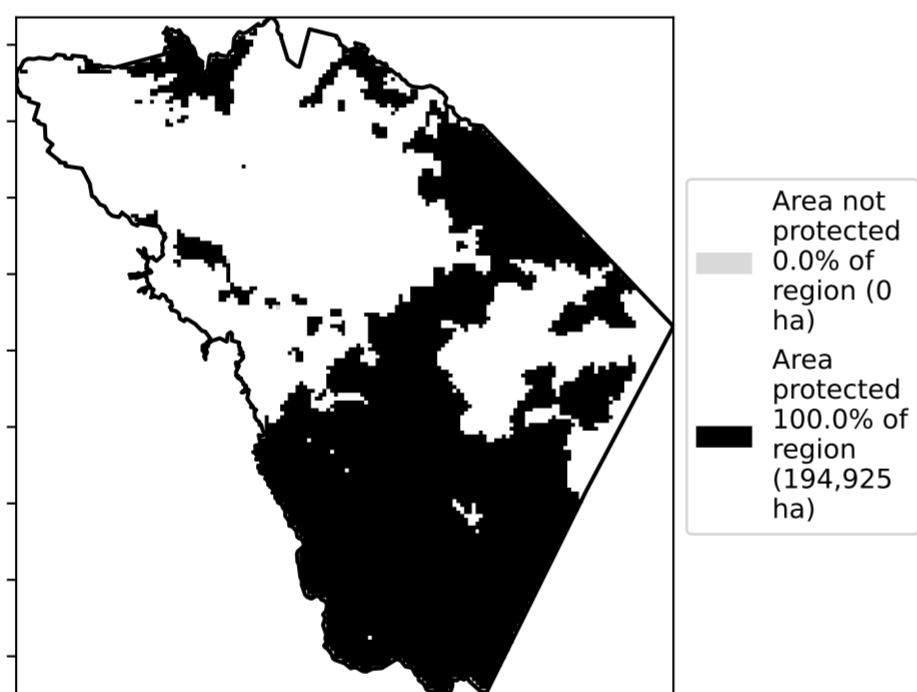 Area not
protected
0.0% of
region (0
ha)
Area
protected
100.0% of
region
(194,925
ha)